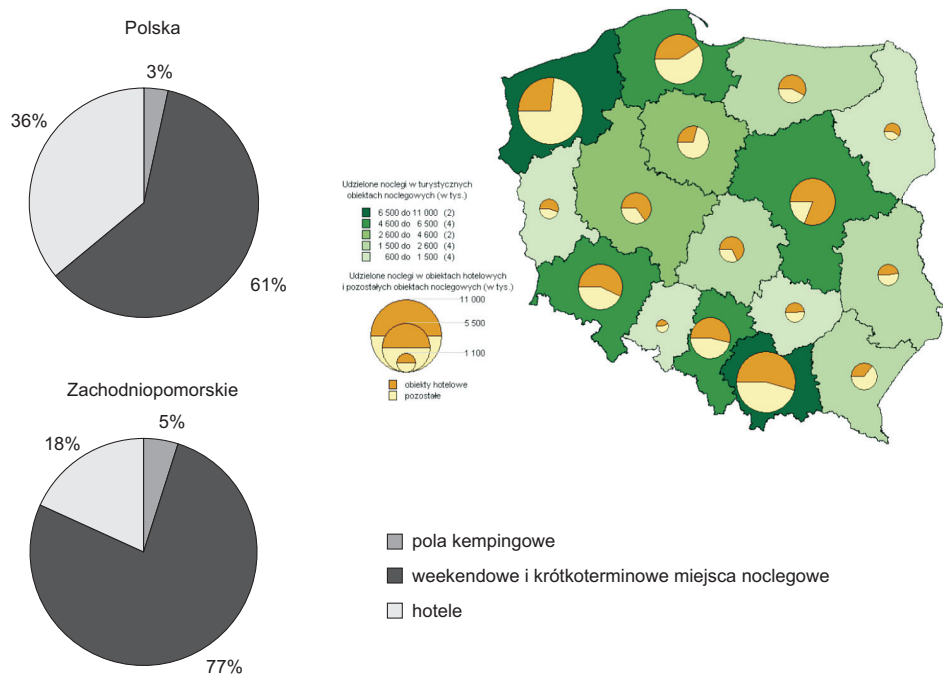 Polska
3%
36%
61%
Udzielone noclegi w turystycznych
obiektach noclegowych (w tys.)
6 500 do 11 000 (2)
4 600 do 6 500 (4)
2 600 do 4 600 (2)
1 500 do 2 600 (4)
600 do 1 500 (4)
Udzielone noclegi w obiektach hotelowych
i pozostałych obiektach noclegowych (w tys.)
11 000
5 500
1 100
obiekty hotelowe
pozostałe
Zachodniopomorskie
5%
18%
77%
pola kempingowe
weekendowe i krótkoterminowe miejsca noclegowe
hotele